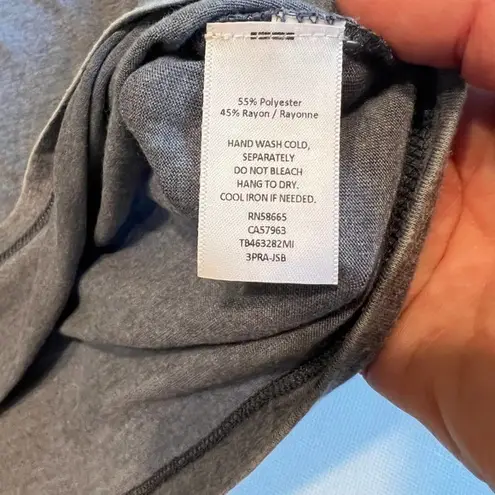 55% Polyester
45% Rayon / Rayonne
HAND WASH COLD,
SEPARATELY
DO NOT BLEACH
HANG TO DRY.
COOL IRON IF NEEDED.
RN58665
CA57963
TB463282MI
3PRA-JSB